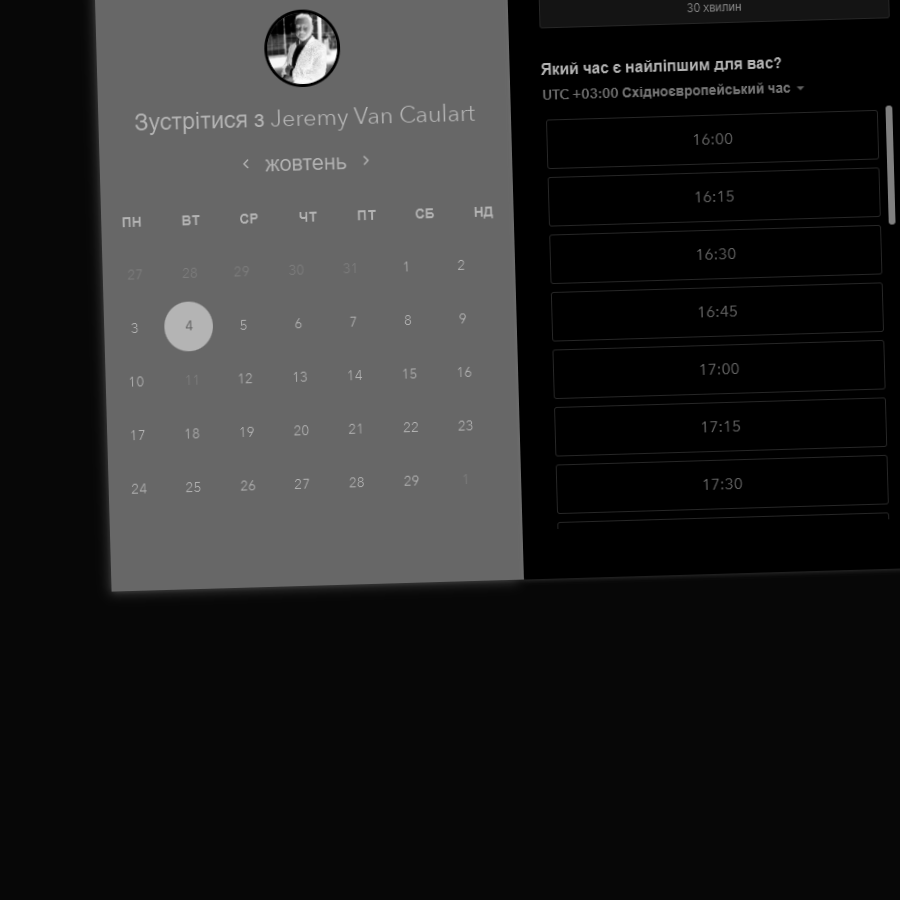 Зустрітися з Jeremy Van Caulart
‹ жовтень ›
ПН ВТ СР ЧТ ПТ СБ НД
27 28 29 30 31 1 2
3 4 5 6 7 8 9
10 11 12 13 14 15 16
17 18 19 20 21 22 23
24 25 26 27 28 29 1
30 хвилин
Який час є найліпшим для вас?
UTC +03:00 Східноєвропейський час
16:00
16:15
16:30
16:45
17:00
17:15
17:30